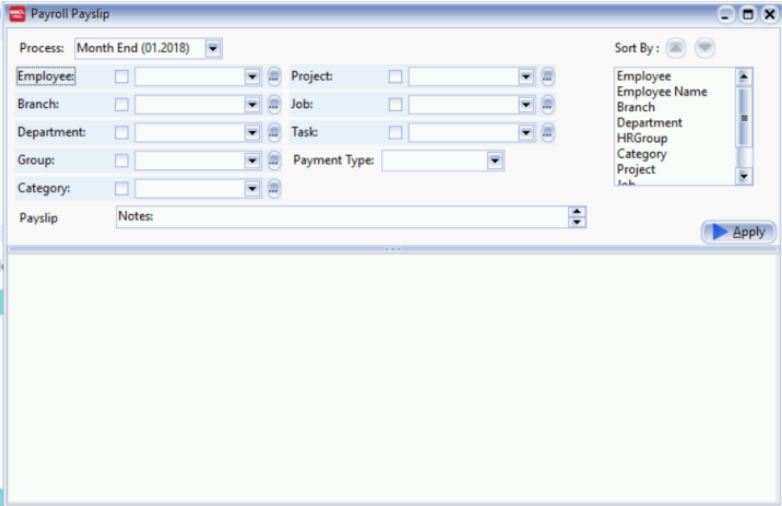 Payroll Payslip
Process: Month End (01.2018)
Sort By :
Employee:
Project:
Branch:
Job:
Department:
Task:
Group:
Payment Type:
Category:
Payslip
Notes:
Employee
Employee Name
Branch
Department
HRGroup
Category
Project
Job
Apply